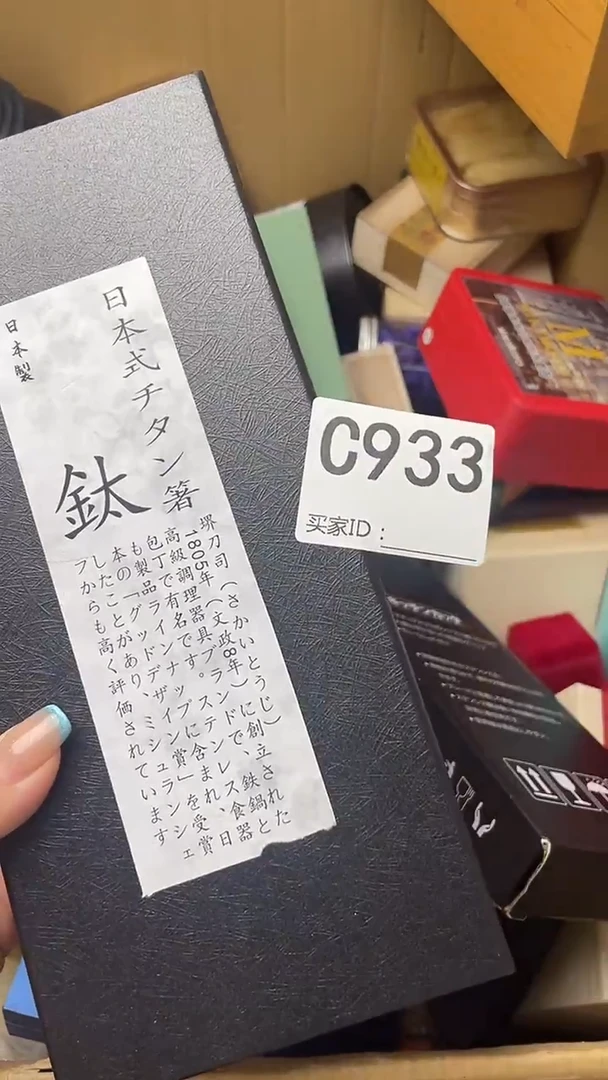 日本式チタン箸
鈦
日本製
堺刀司（さかいとうじ）
1805年（文政8年）に創立された
高級調理器具ブランドで、鉄鍋と
包丁で有名です。ステンレス食器
も製品ラインナップに含まれ、日
本の「グッドデザイン賞」を受賞
したことがあり、ミシュランシェ
フからも高く評価されています
C933
买家ID：
M